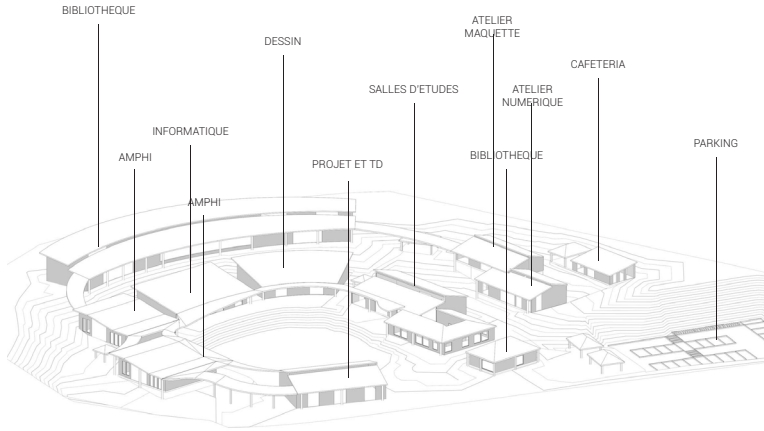 BIBLIOTHEQUE
ATELIER
MAQUETTE
DESSIN
CAFETERIA
SALLES D'ETUDES
ATELIER
NUMERIQUE
INFORMATIQUE
PARKING
AMPHI
BIBLIOTHEQUE
PROJET ET TD
AMPHI